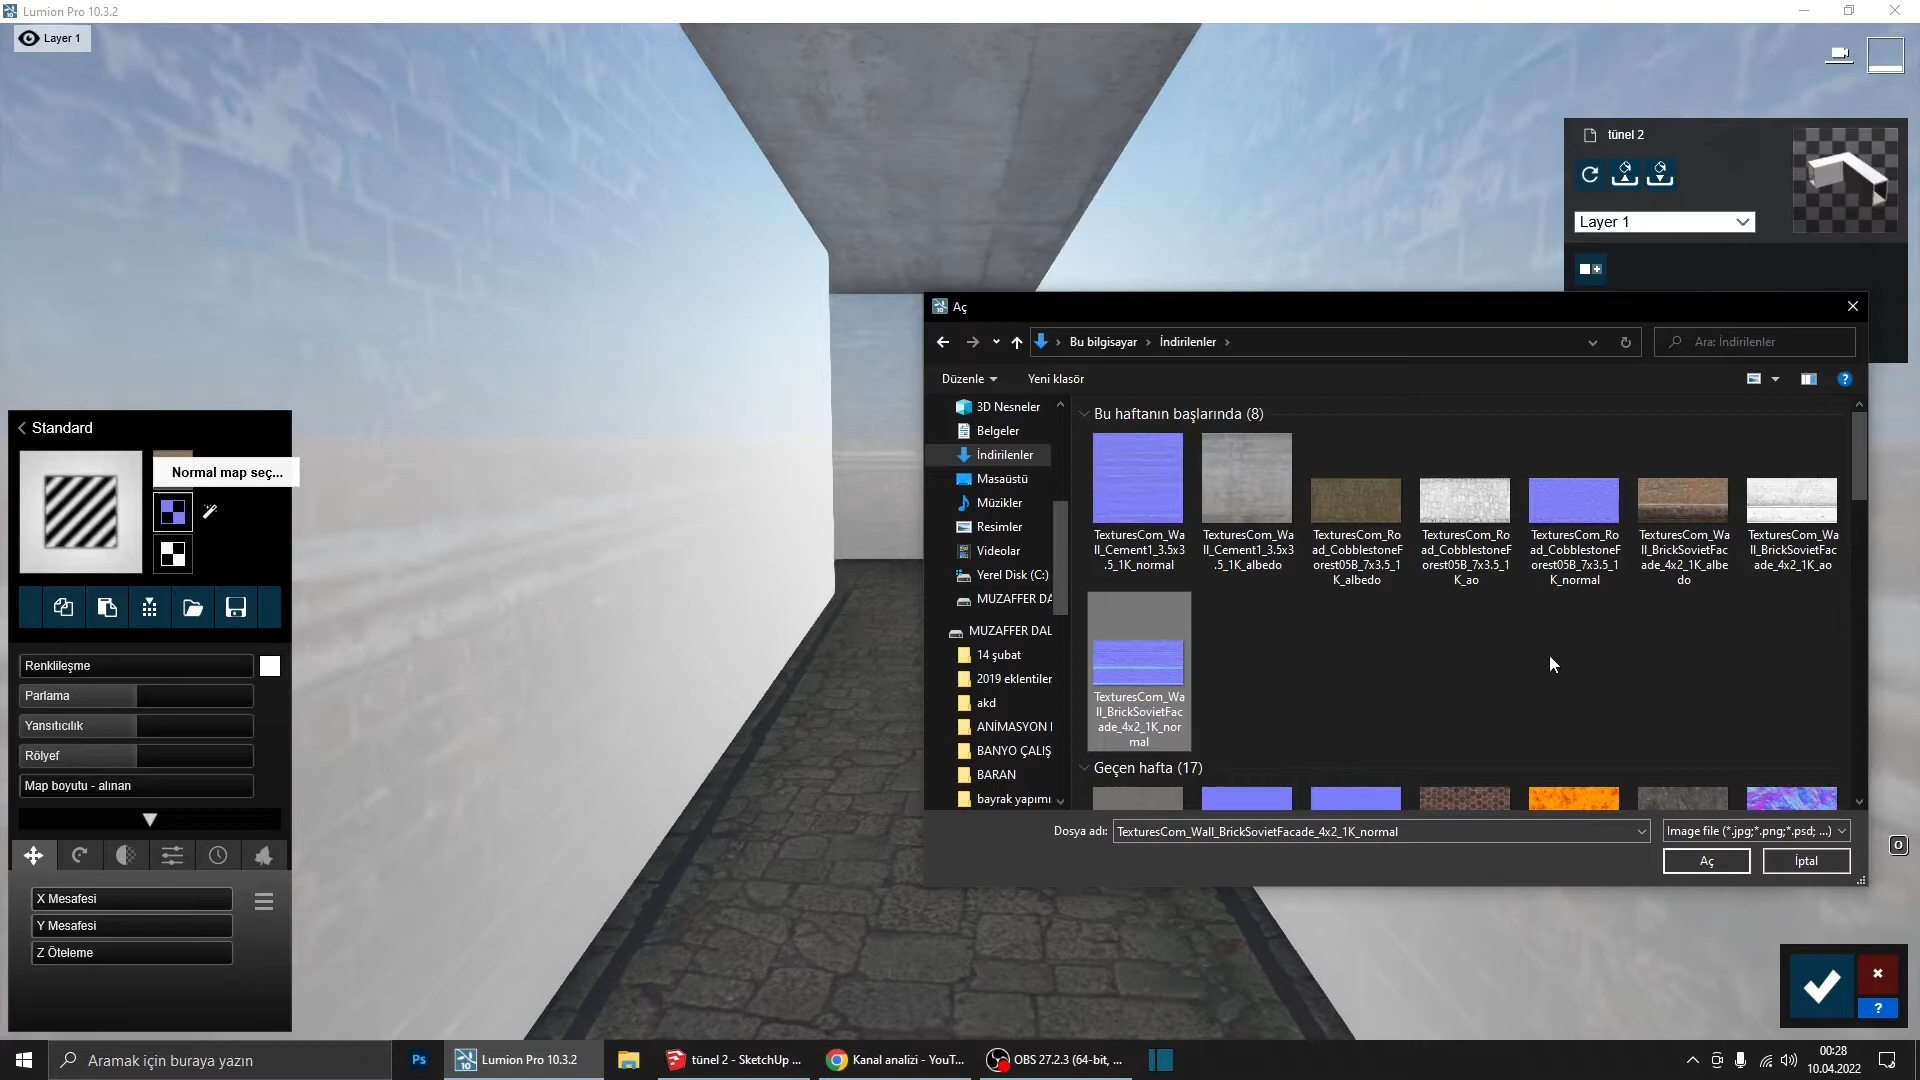 Lumion Pro 10.3.2
Layer 1
tünel 2
Layer 1
Aç
Bu bilgisayar
İndirilenler
Ara: İndirilenler
Düzenle
Yeni klasör
3D Nesneler
Belgeler
İndirilenler
Masaüstü
Müzikler
Resimler
Videolar
Yerel Disk (C:)
MUZAFFER DA
MUZAFFER DAL
14 şubat
2019 eklentiler
akd
ANİMASYON
BANYO ÇALIŞ
BARAN
bayrak yapımı
Bu haftanın başlarında (8)
TexturesCom_Wa
ll_Cement1_3.5x3
.5_1K_normal
TexturesCom_Wa
ll_Cement1_3.5x3
.5_1K_albedo
TexturesCom_Ro
ad_CobblestoneF
orest05B_7x3.5_1
K_albedo
TexturesCom_Ro
ad_CobblestoneF
orest05B_7x3.5_1
K_ao
TexturesCom_Ro
ad_CobblestoneF
orest05B_7x3.5_1
K_normal
TexturesCom_Wa
ll_BrickSovietFac
ade_4x2_1K_albe
do
TexturesCom_Wa
ll_BrickSovietFac
ade_4x2_1K_ao
TexturesCom_Wa
ll_BrickSovietFac
ade_4x2_1K_nor
mal
Geçen hafta (17)
Dosya adı:
TexturesCom_Wall_BrickSovietFacade_4x2_1K_normal
Image file (*.jpg;*.png;*.psd; ...)
Aç
İptal
O
Standard
Normal map seç...
Renklileşme
Parlama
Yansıtıcılık
Rölyef
Map boyutu - alınan
X Mesafesi
Y Mesafesi
Z Öteleme
?
Aramak için buraya yazın
Ps
Lumion Pro 10.3.2
tünel 2 - SketchUp ...
Kanal analizi - YouT...
OBS 27.2.3 (64-bit, ...
00:28
10.04.2022